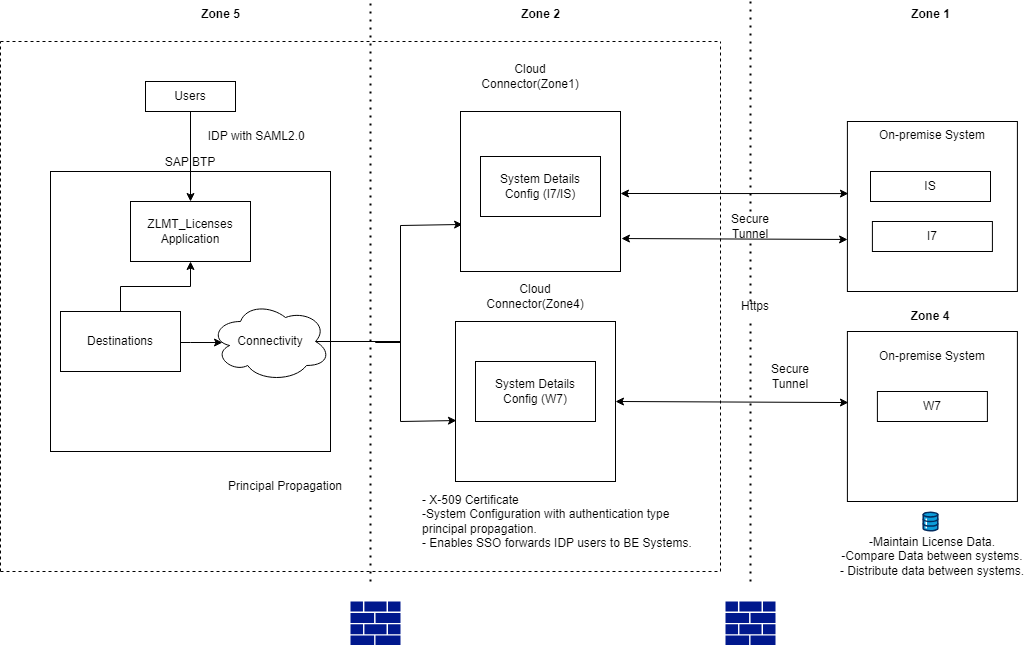 Zone 5
Zone 2
Zone 1
Cloud
Connector(Zone1)
Users
IDP with SAML2.0
SAP BTP
ZLMT_Licenses
Application
Destinations
Connectivity
Principal Propagation
System Details
Config (I7/IS)
Cloud
Connector(Zone4)
System Details
Config (W7)
- X-509 Certificate
-System Configuration with authentication type
principal propagation.
- Enables SSO forwards IDP users to BE Systems.
Secure
Tunnel
Https
Secure
Tunnel
On-premise System
IS
I7
Zone 4
On-premise System
W7
-Maintain License Data.
-Compare Data between systems.
- Distribute data between systems.